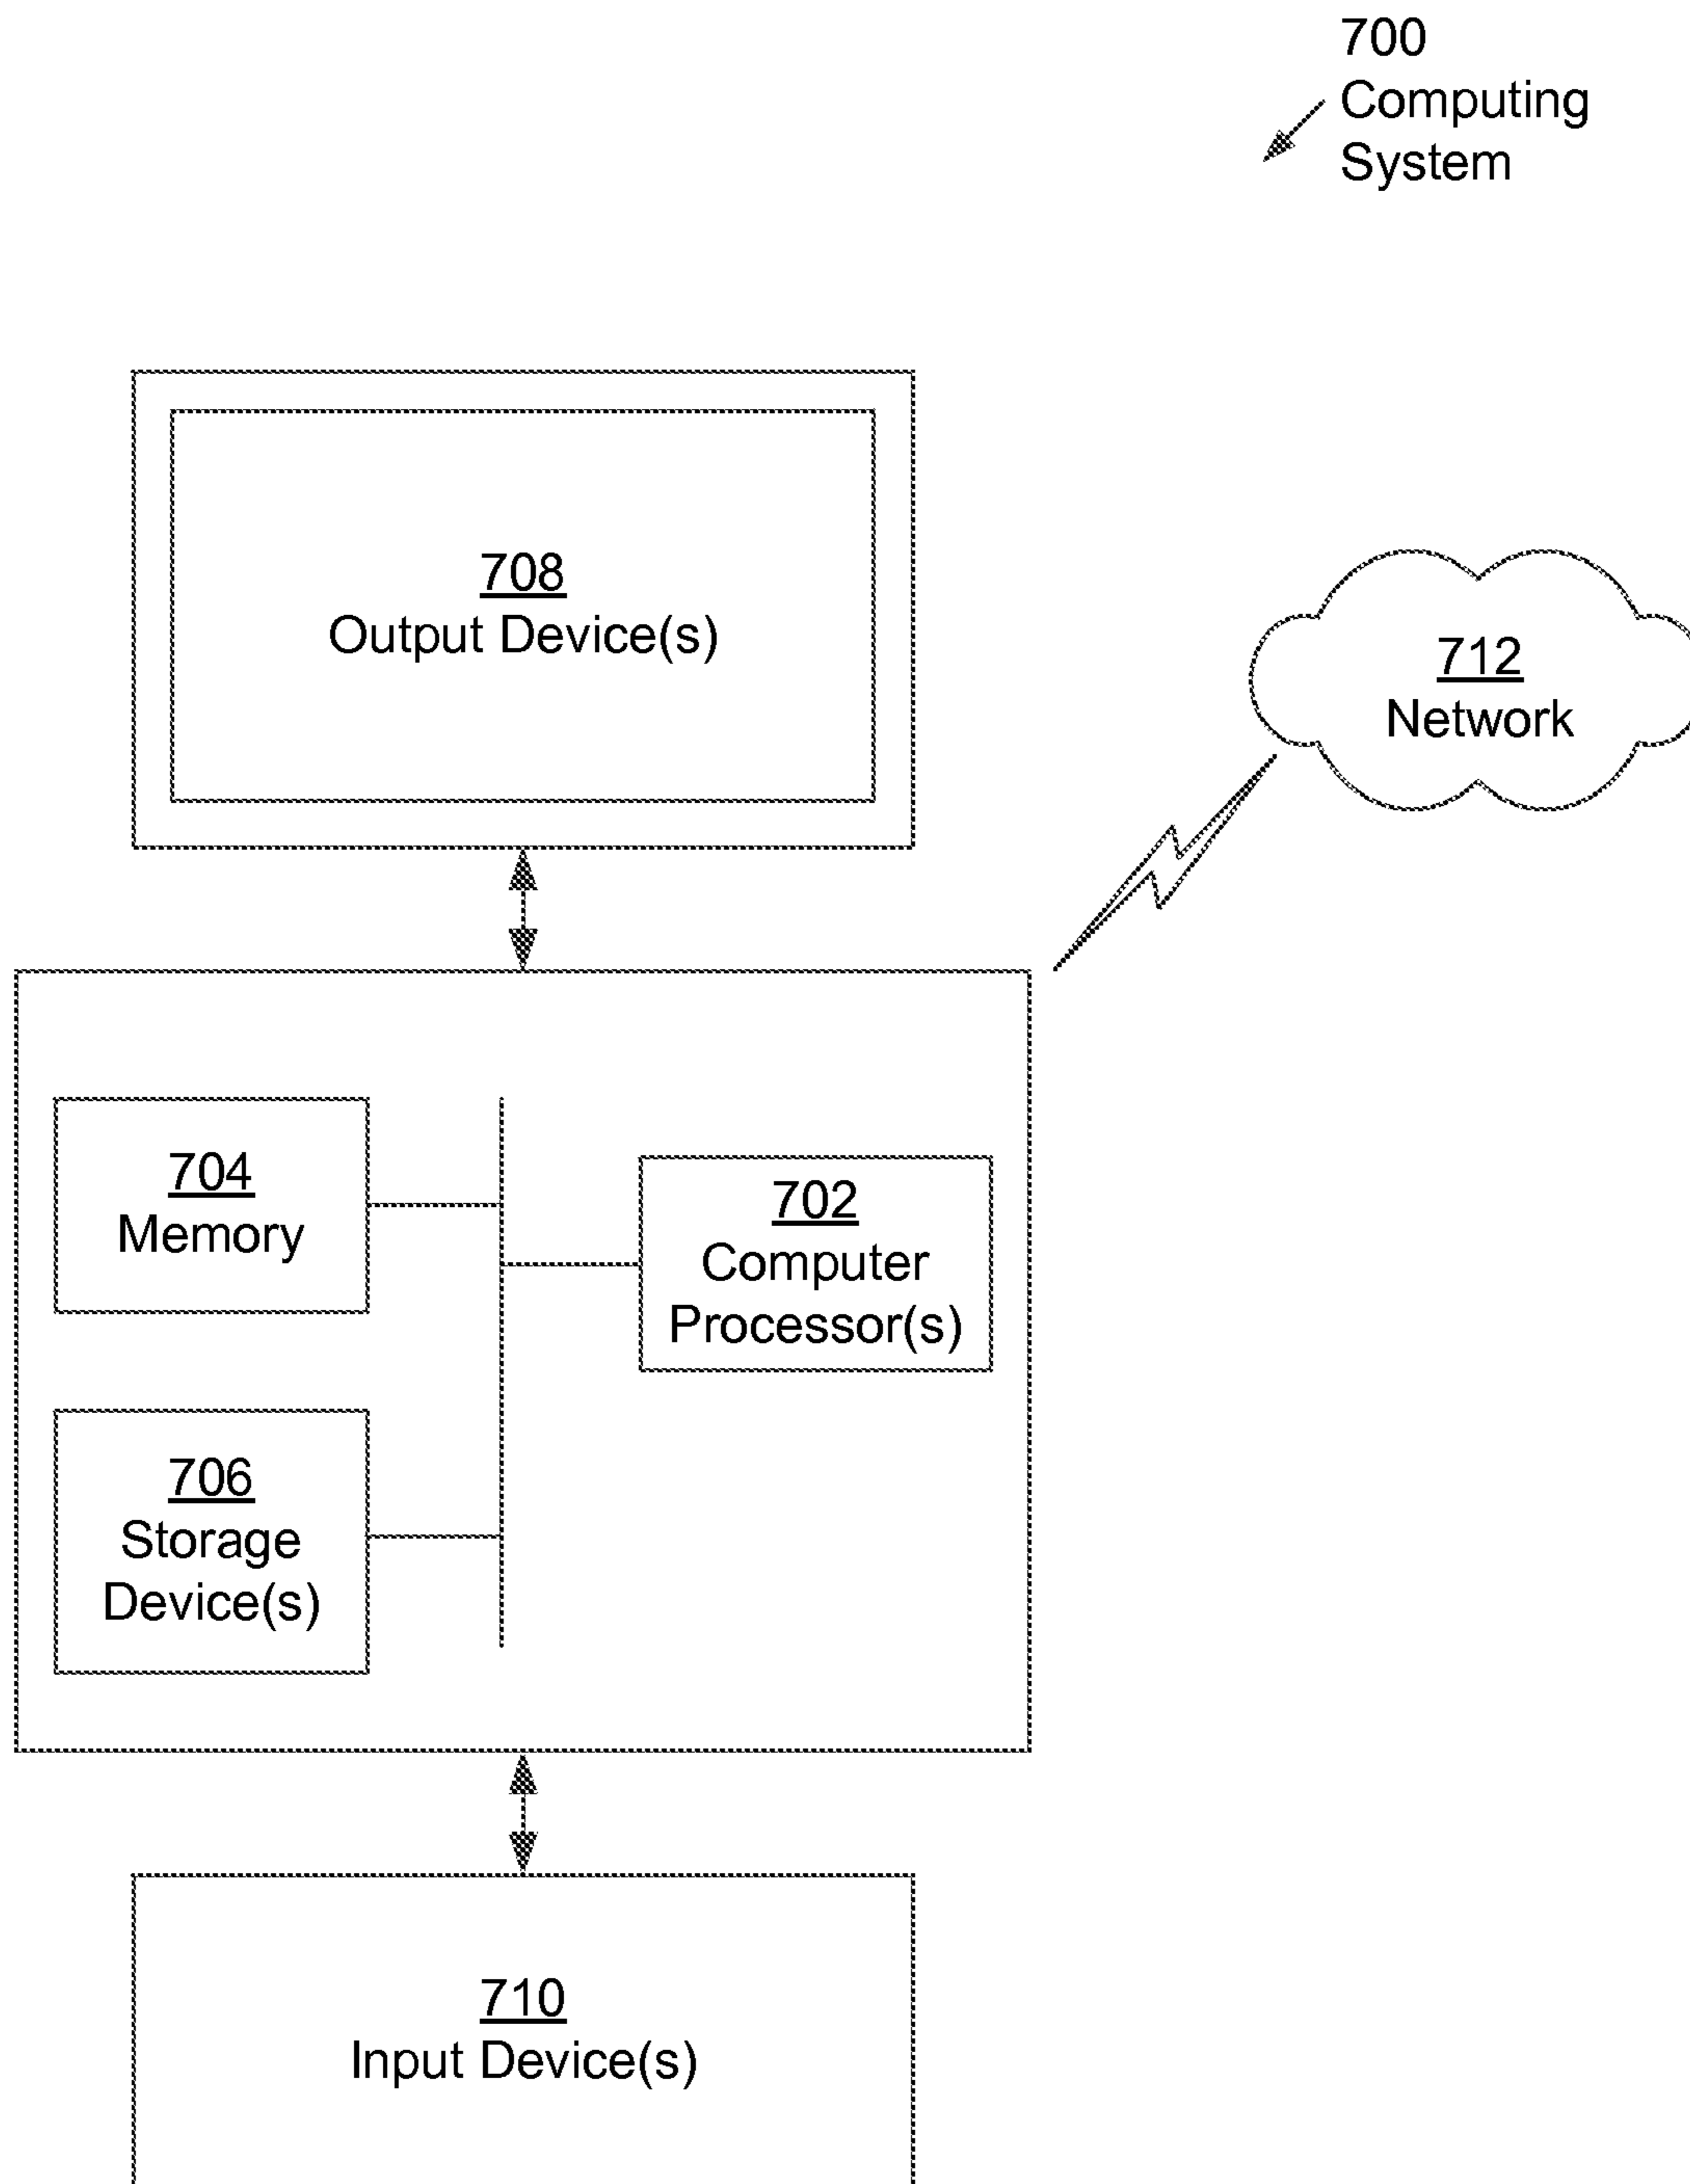 700
Computing
System
708
Output Device(s)
712
Network
704
Memory
702
Computer
Processor(s)
706
Storage
Device(s)
710
Input Device(s)